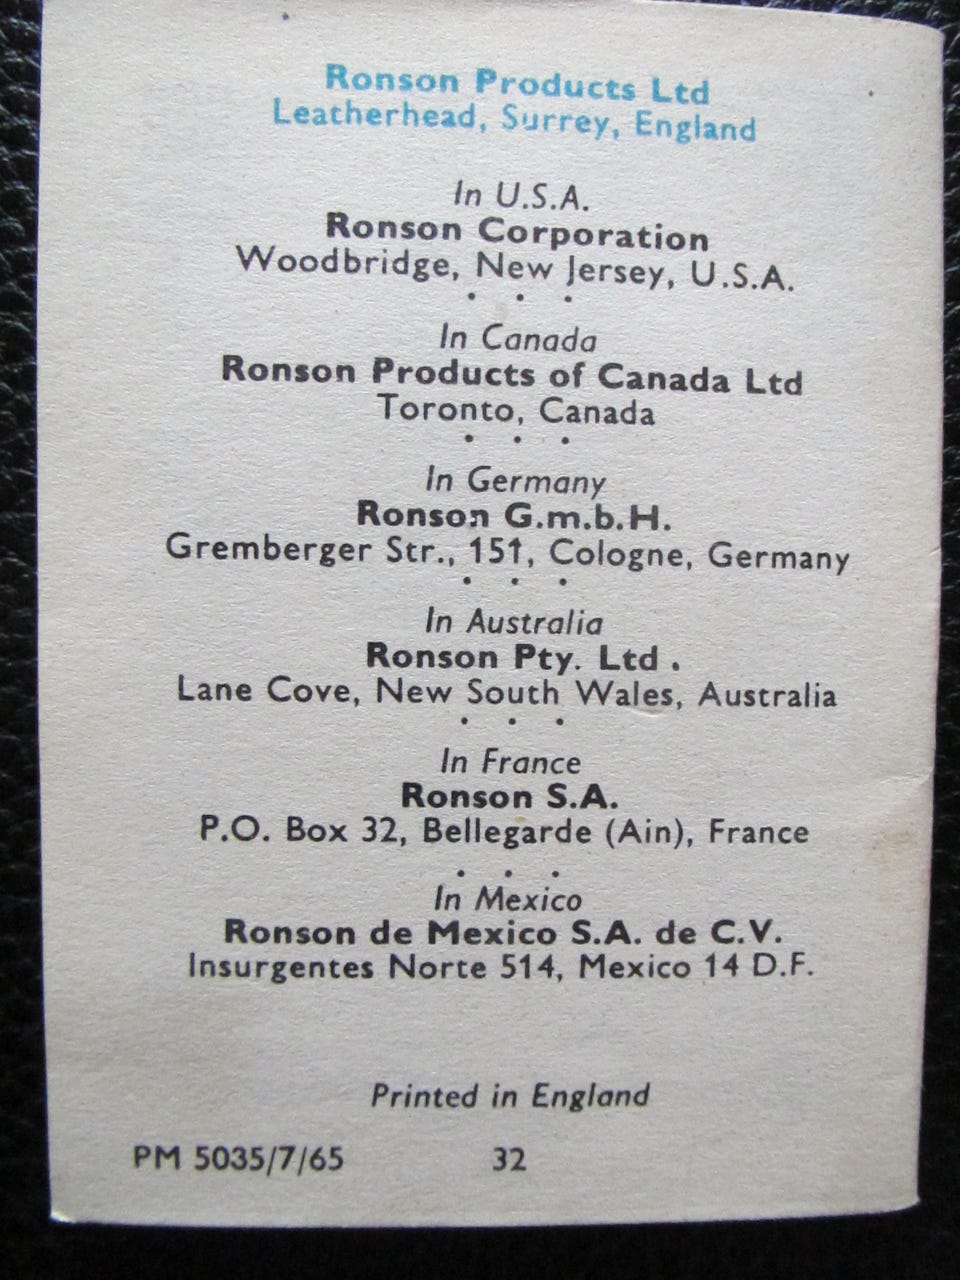 Ronson Products Ltd
Leatherhead, Surrey, England
In U.S.A.
Ronson Corporation
Woodbridge, New Jersey, U.S.A.
. . .
In Canada
Ronson Products of Canada Ltd
Toronto, Canada
. . .
In Germany
Ronson G.m.b.H.
Gremberger Str., 151, Cologne, Germany
. . .
In Australia
Ronson Pty. Ltd .
Lane Cove, New South Wales, Australia
. . .
In France
Ronson S.A.
P.O. Box 32, Bellegarde (Ain), France
. . .
In Mexico
Ronson de Mexico S.A. de C.V.
Insurgentes Norte 514, Mexico 14 D.F.
Printed in England
PM 5035/7/65 32